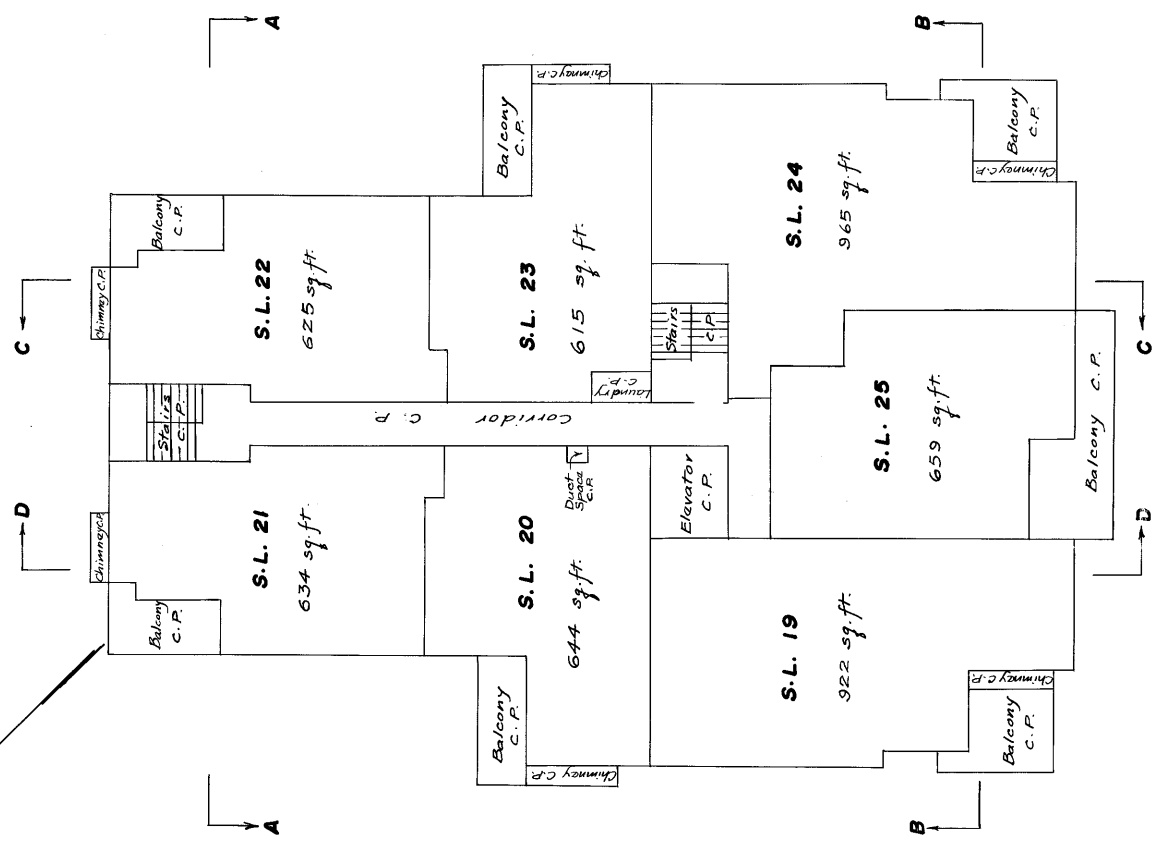 A
B
Chimney C.P.
Balcony
C.P.
Balcony
C.P.
Chimney C.P.
S.L. 24
965 sq.ft.
Balcony
C.P.
C
Chimney C.P.
S.L. 22
625 sq.ft.
S.L. 23
615 sq.ft.
Stairs
C.P.
C
Stairs
C.P.
Laundry
C.P.
Corridor C.P.
S.L. 25
659 sq.ft.
Balcony C.P.
D
Chimney C.P.
S.L. 21
634 sq.ft.
Duct
Space
C.P.
Elevator
C.P.
D
Balcony
C.P.
S.L. 20
644 sq.ft.
S.L. 19
922 sq.ft.
Balcony
C.P.
Chimney C.P.
Chimney C.P.
Balcony
C.P.
A
B